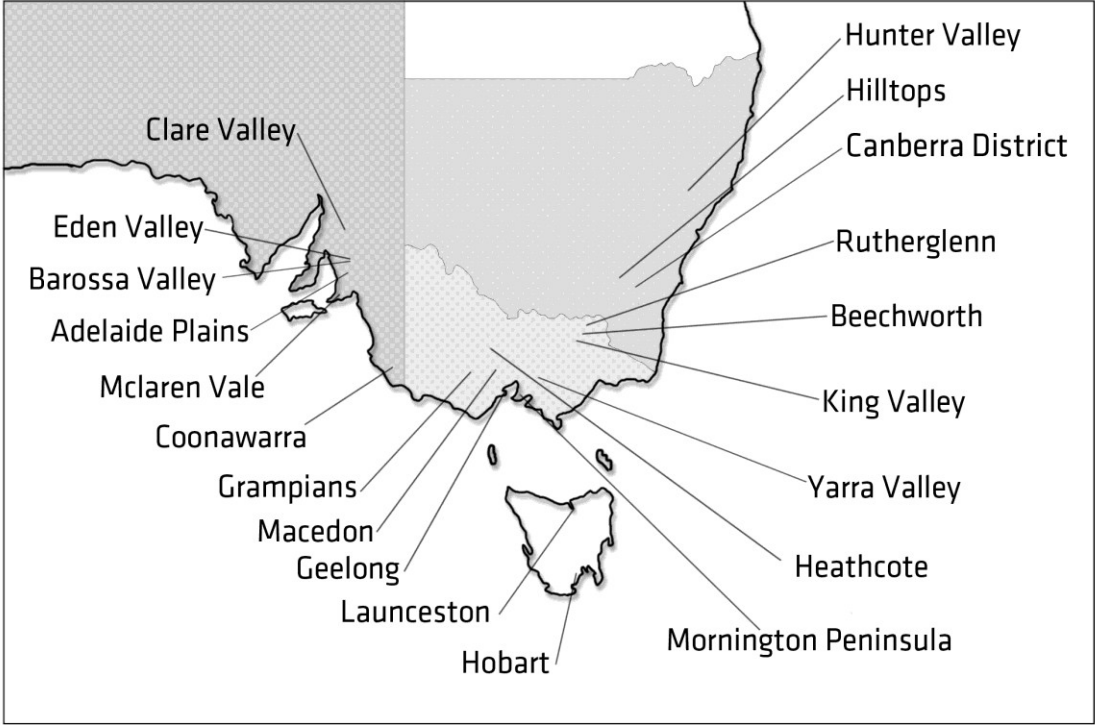 Hunter Valley
Hilltops
Canberra District
Clare Valley
Eden Valley
Rutherglenn
Barossa Valley
Beechworth
Adelaide Plains
Mclaren Vale
King Valley
Coonawarra
Grampians
Yarra Valley
Macedon
Geelong
Heathcote
Launceston
Mornington Peninsula
Hobart